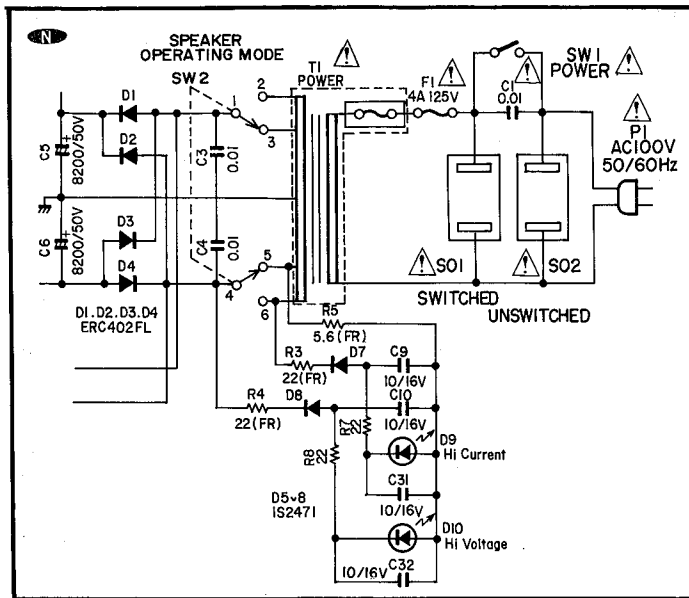 N
SPEAKER
OPERATING MODE
SW2
T1
POWER
F1
4A 125V
SW1
POWER
C1
0.01
P1
AC100V
50/60Hz
D1
D2
D3
D4
C5
8200/50V
C6
8200/50V
C3
0.01
C4
0.01
1
2
3
4
5
6
D1.D2.D3.D4
ERC402FL
SO1
SWITCHED
SO2
UNSWITCHED
R5
5.6(FR)
R3
22(FR)
D7
C9
10/16V
R4
22(FR)
D8
C10
10/16V
R7
22
R8
22
D9
Hi Current
C31
10/16V
D5~8
1S2471
D10
Hi Voltage
C32
10/16V